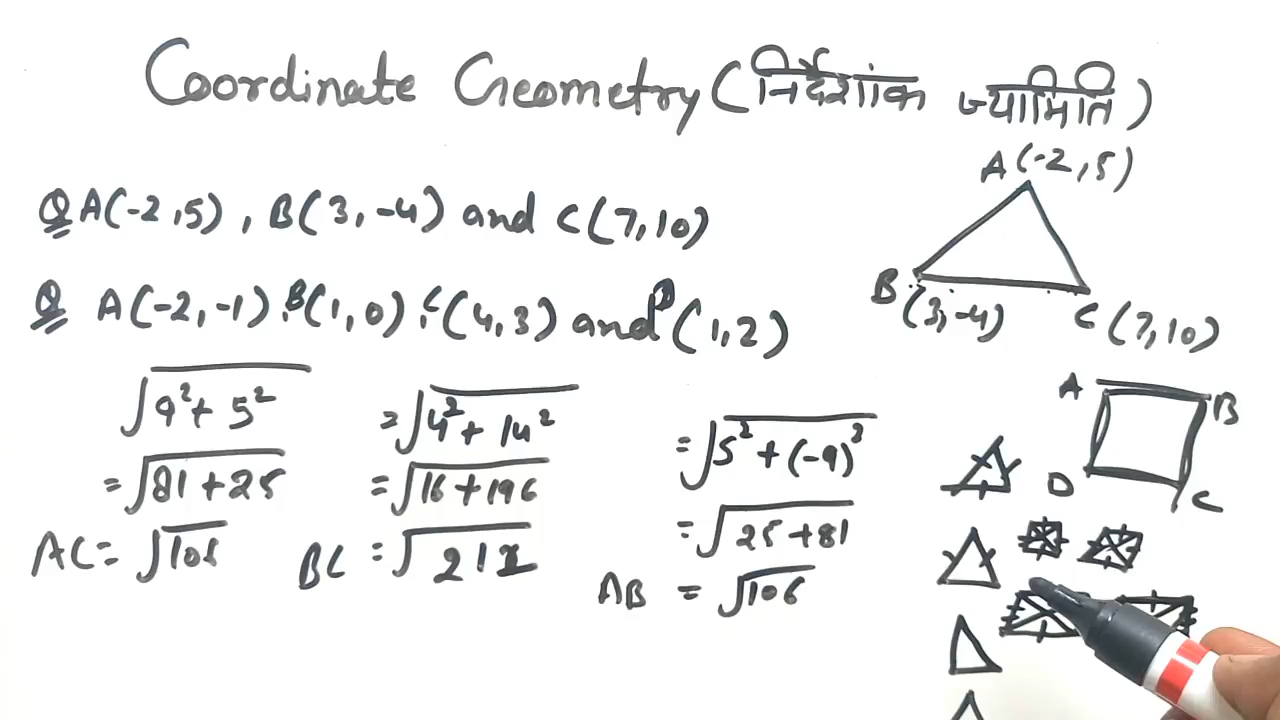 Coordinate Geometry (निर्देशांक ज्यामिति)
Q A(-2,5), B(3,-4) and C(7,10)
Q A(-2,-1), B(1,0), C(4,3) and D(1,2)
A(-2,5)
B (3,-4)
C (7,10)
√9²+5²
=√81+25
AC=√106
=√4²+14²
=√16+196
BC =√212
=√5²+(-9)²
=√25+81
AB =√106
A B
D C